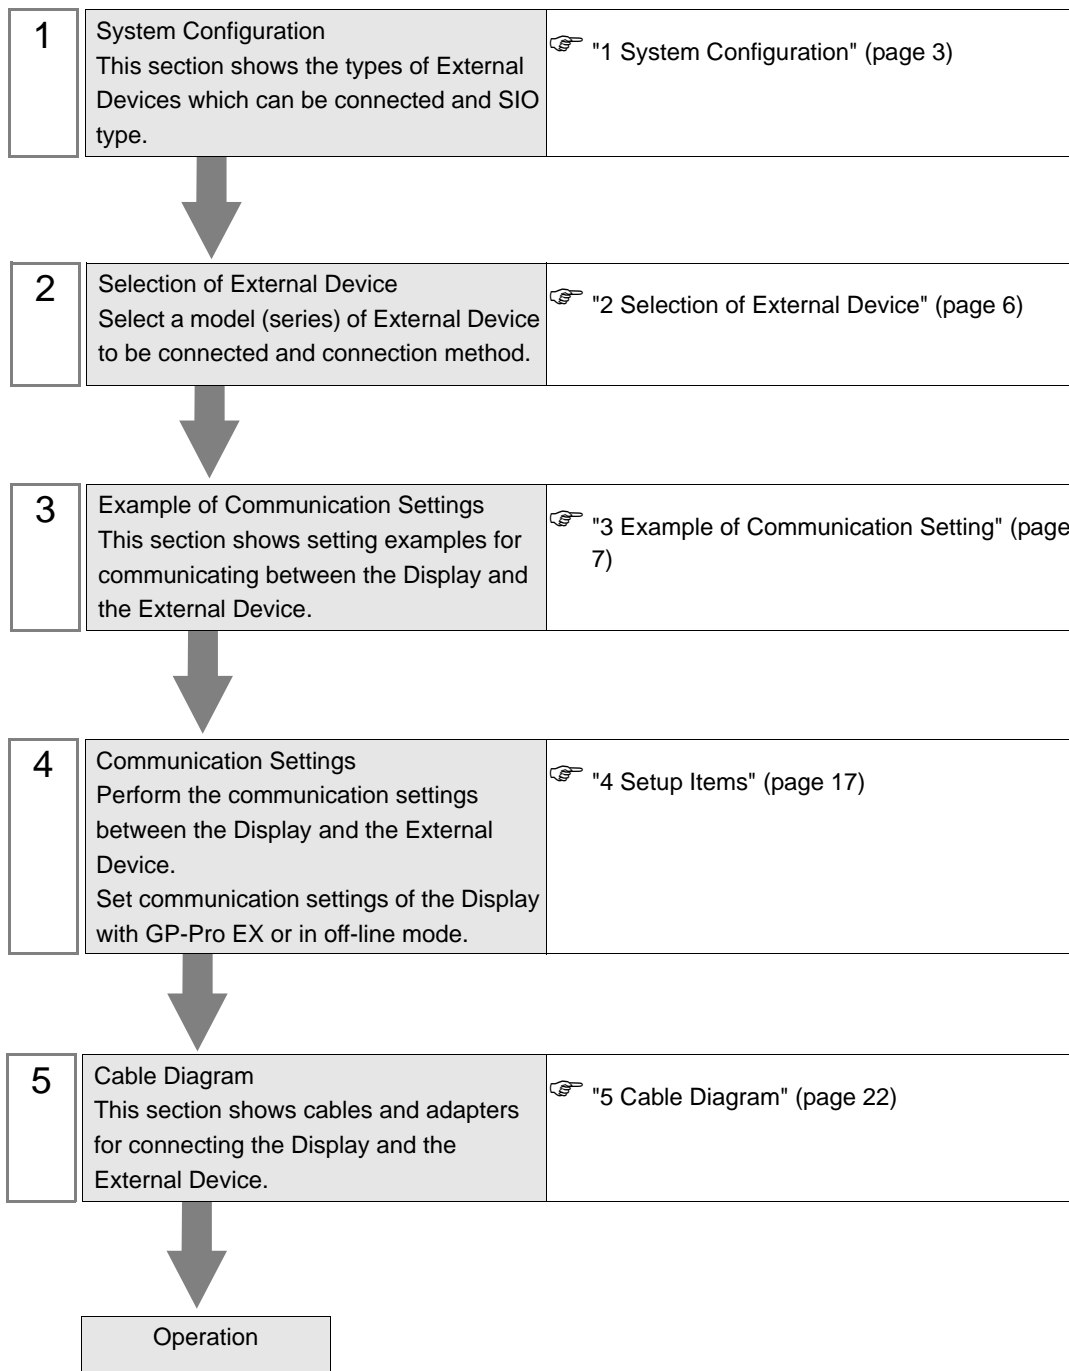 1
System Configuration
This section shows the types of External
Devices which can be connected and SIO
type.
"1 System Configuration" (page 3)
2
Selection of External Device
Select a model (series) of External Device
to be connected and connection method.
"2 Selection of External Device" (page 6)
3
Example of Communication Settings
This section shows setting examples for
communicating between the Display and
the External Device.
"3 Example of Communication Setting" (page
7)
4
Communication Settings
Perform the communication settings
between the Display and the External
Device.
Set communication settings of the Display
with GP-Pro EX or in off-line mode.
"4 Setup Items" (page 17)
5
Cable Diagram
This section shows cables and adapters
for connecting the Display and the
External Device.
"5 Cable Diagram" (page 22)
Operation